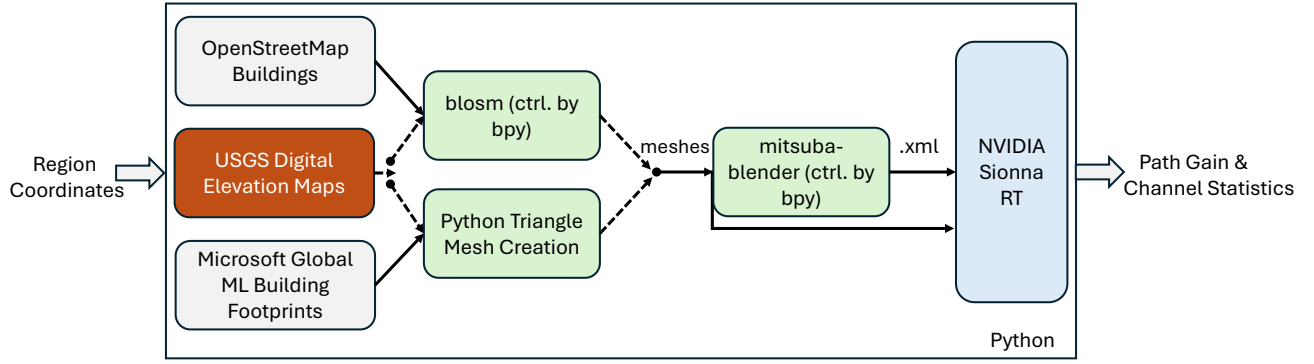 Region
Coordinates
OpenStreetMap
Buildings
USGS Digital
Elevation Maps
Microsoft Global
ML Building
Footprints
blosm (ctrl. by
bpy)
Python Triangle
Mesh Creation
meshes
mitsuba-
blender (ctrl. by
bpy)
.xml
NVIDIA
Sionna
RT
Path Gain &
Channel Statistics
Python